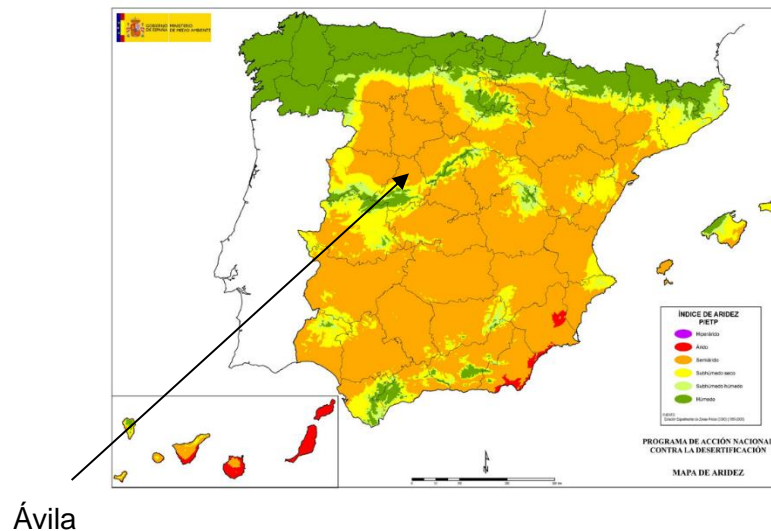 GOBIERNO DE ESPAÑA
MINISTERIO DE MEDIO AMBIENTE
ÍNDICE DE ARIDEZ
P/ETP
Hiperárido
Árido
Semiárido
Subhúmedo seco
Subhúmedo húmedo
Húmedo
N
PROGRAMA DE ACCIÓN NACIONAL
CONTRA LA DESERTIFICACIÓN
MAPA DE ARIDEZ
Ávila